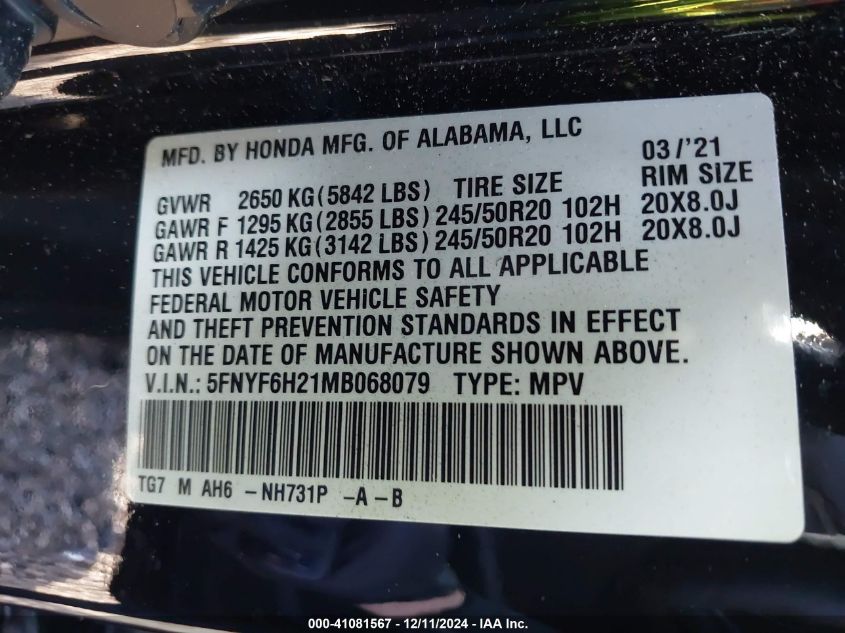 MFD. BY HONDA MFG. OF ALABAMA, LLC 03/'21
GVWR 2650 KG(5842 LBS) TIRE SIZE RIM SIZE
GAWR F 1295 KG(2855 LBS) 245/50R20 102H 20X8.0J
GAWR R 1425 KG(3142 LBS) 245/50R20 102H 20X8.0J
THIS VEHICLE CONFORMS TO ALL APPLICABLE
FEDERAL MOTOR VEHICLE SAFETY
AND THEFT PREVENTION STANDARDS IN EFFECT
ON THE DATE OF MANUFACTURE SHOWN ABOVE.
V.I.N.: 5FNYF6H21MB068079 TYPE: MPV
TG7 M AH6 -NH731P -A -B
000-41081567 - 12/11/2024 - IAA Inc.